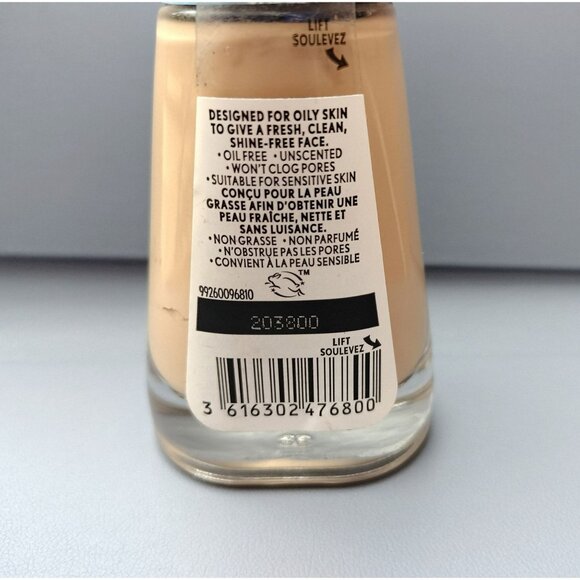 LIFT
SOULEVEZ
DESIGNED FOR OILY SKIN
TO GIVE A FRESH, CLEAN,
SHINE-FREE FACE.
• OIL FREE • UNSCENTED
• WON'T CLOG PORES
• SUITABLE FOR SENSITIVE SKIN
CONÇU POUR LA PEAU
GRASSE AFIN D'OBTENIR UNE
PEAU FRAÎCHE, NETTE ET
SANS LUISANCE.
• NON GRASSE • NON PARFUMÉ
• N'OBSTRUE PAS LES PORES
• CONVIENT À LA PEAU SENSIBLE
TM
99260096810
203800
LIFT
SOULEVEZ
3 616302 476800